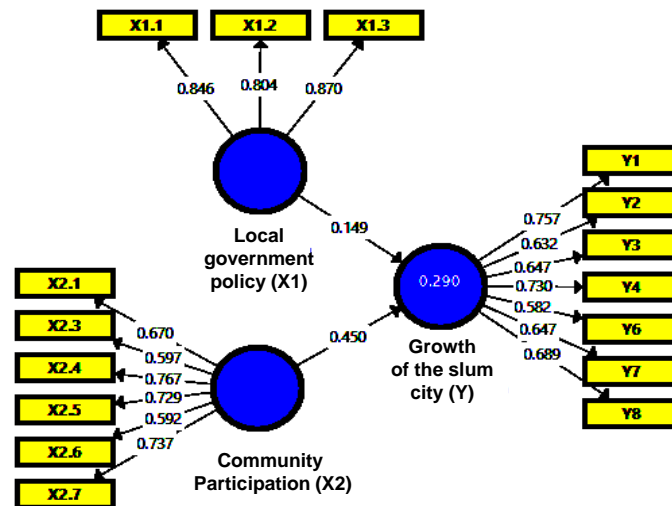 X1.1 X1.2 X1.3
0.846 0.804 0.870
Local
government
policy (X1)
0.149
X2.1
X2.3
X2.4
X2.5
X2.6
X2.7
0.670
0.597
0.767
0.729
0.592
0.737
Community
Participation (X2)
0.450
0.290
Growth
of the slum
city (Y)
0.757
0.632
0.647
0.730
0.582
0.647
0.689
Y1
Y2
Y3
Y4
Y6
Y7
Y8